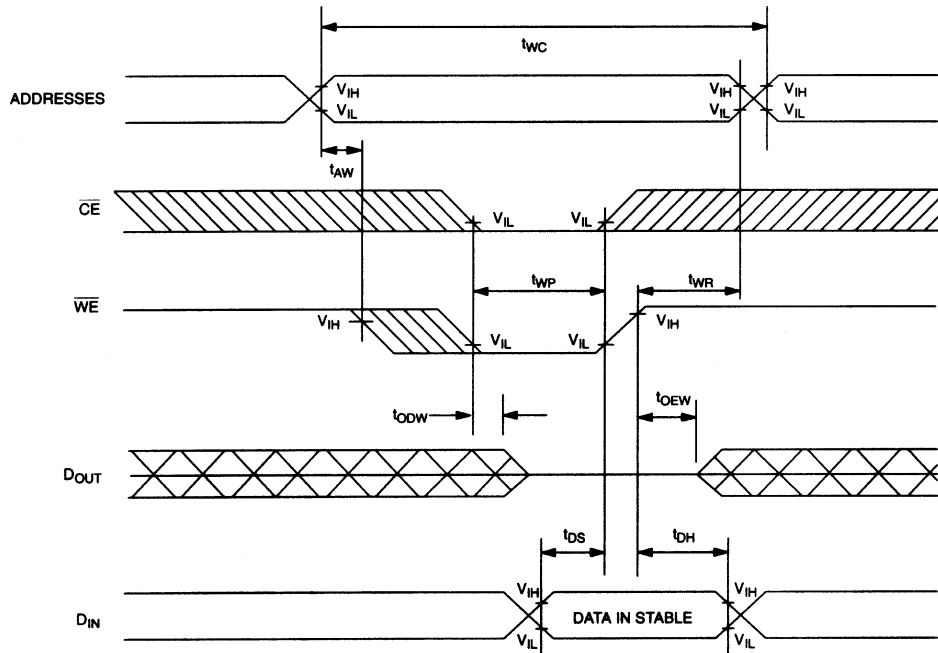 tWC
ADDRESSES
VIH
VIL
VIH
VIL
VIH
VIL
tAW
CE
VIL
VIL
tWP
tWR
WE
VIH
VIL
VIL
VIH
tODW
tOEW
DOUT
tDS
tDH
DIN
VIH
VIL
DATA IN STABLE
VIH
VIL